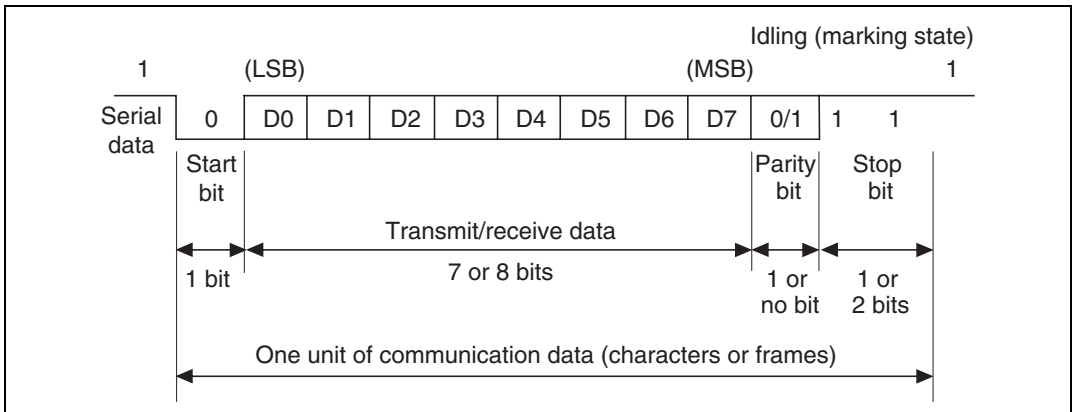 Idling (marking state)
1 (LSB) (MSB) 1
Serial data 0 D0 D1 D2 D3 D4 D5 D6 D7 0/1 1 1
Start bit
Parity bit
Stop bit
Transmit/receive data
1 bit
7 or 8 bits
1 or no bit
1 or 2 bits
One unit of communication data (characters or frames)